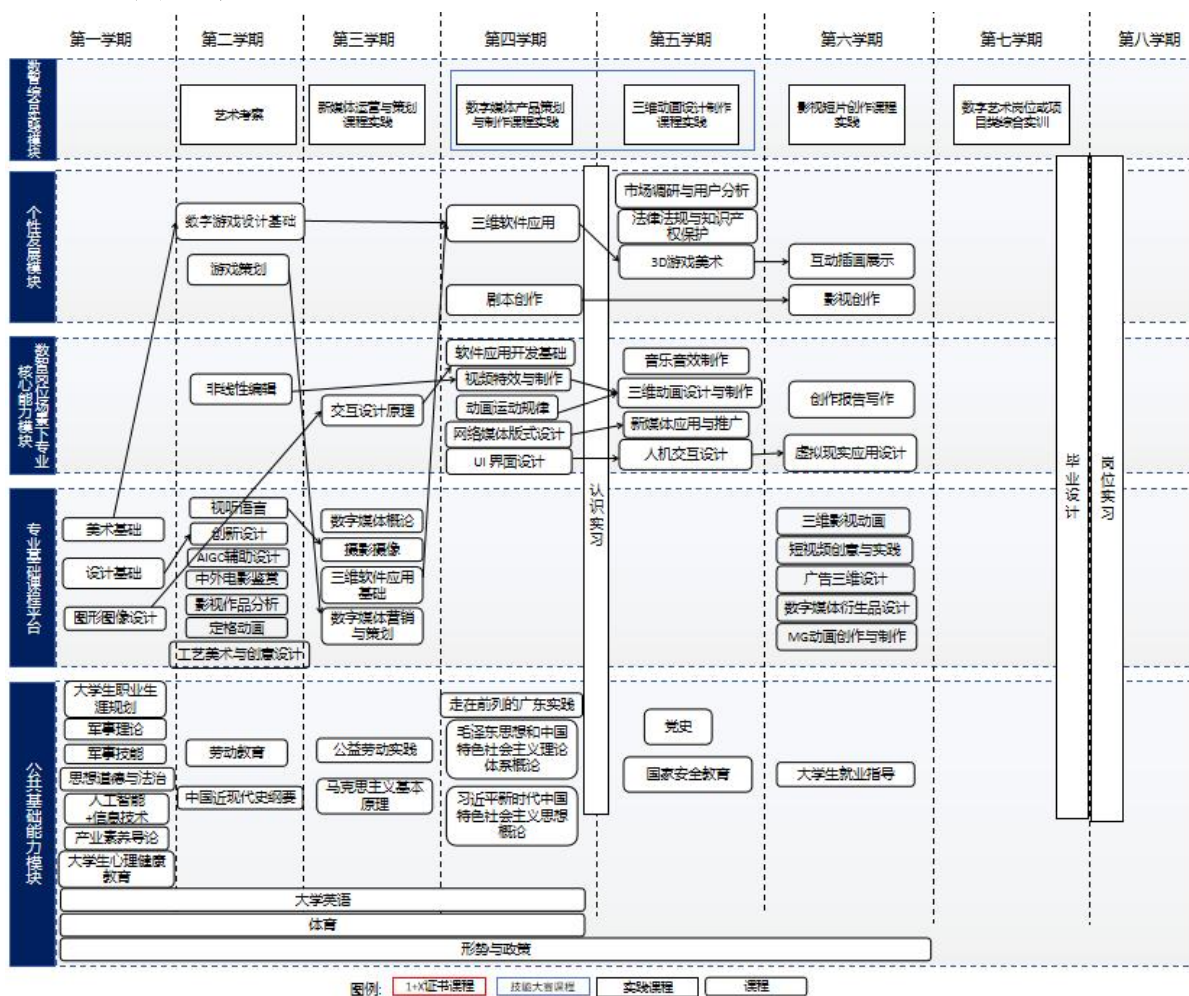 第一学期
第二学期
第三学期
第四学期
第五学期
第六学期
第七学期
第八学期
数智综合实践模块
艺术考察
新媒体运营与策划
课程实践
数字媒体产品策划
与制作课程实践
三维动画设计制作
课程实践
影视短片创作课程
实践
数字艺术岗位或项
目类综合实训
个性发展模块
数字游戏设计基础
游戏策划
三维软件应用
剧本创作
市场调研与用户分析
法律法规与知识产
权保护
3D游戏美术
互动插画展示
影视创作
数智岗位场景下专业
核心能力模块
非线性编辑
交互设计原理
软件应用开发基础
视频特效与制作
动画运动规律
网络媒体版式设计
UI 界面设计
音乐音效制作
三维动画设计与制作
新媒体应用与推广
人机交互设计
创作报告写作
虚拟现实应用设计
认识实习
毕业设计
岗位实习
专业基础课程平台
美术基础
设计基础
图形图像设计
视听语言
创新设计
AIGC辅助设计
中外电影鉴赏
影视作品分析
定格动画
工艺美术与创意设计
数字媒体概论
摄影摄像
三维软件应用
基础
数字媒体营销
与策划
三维影视动画
短视频创意与实践
广告三维设计
数字媒体衍生品设计
MG动画创作与制作
公共基础能力模块
大学生职业生
涯规划
军事理论
军事技能
思想道德与法治
人工智能
+信息技术
产业素养导论
大学生心理健康
教育
劳动教育
中国近现代史纲要
公益劳动实践
马克思主义基本
原理
走在前列的广东实践
毛泽东思想和中国
特色社会主义理论
体系概论
习近平新时代中国
特色社会主义思想
概论
党史
国家安全教育
大学生就业指导
大学英语
体育
形势与政策
图例:
1+X证书课程
技能大赛课程
实践课程
课程